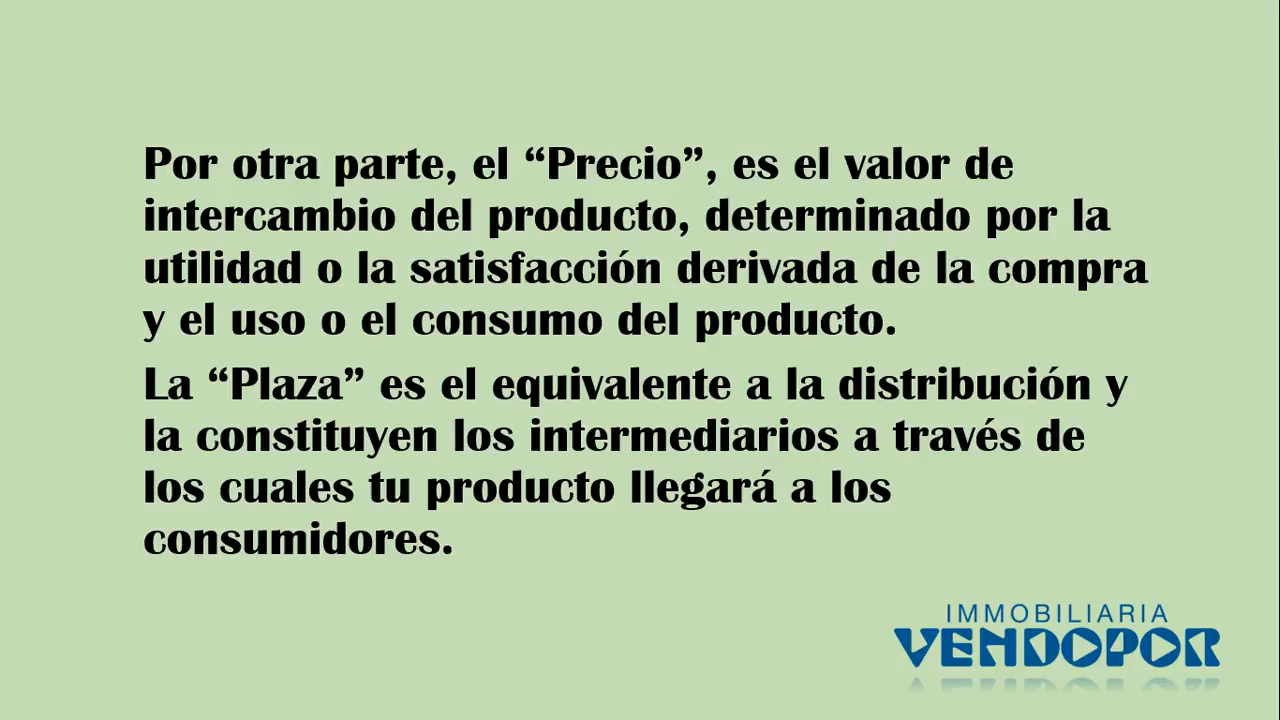 Por otra parte, el “Precio”, es el valor de
intercambio del producto, determinado por la
utilidad o la satisfacción derivada de la compra
y el uso o el consumo del producto.
La “Plaza” es el equivalente a la distribución y
la constituyen los intermediarios a través de
los cuales tu producto llegará a los
consumidores.
IMMOBILIARIA
VENDOPOR